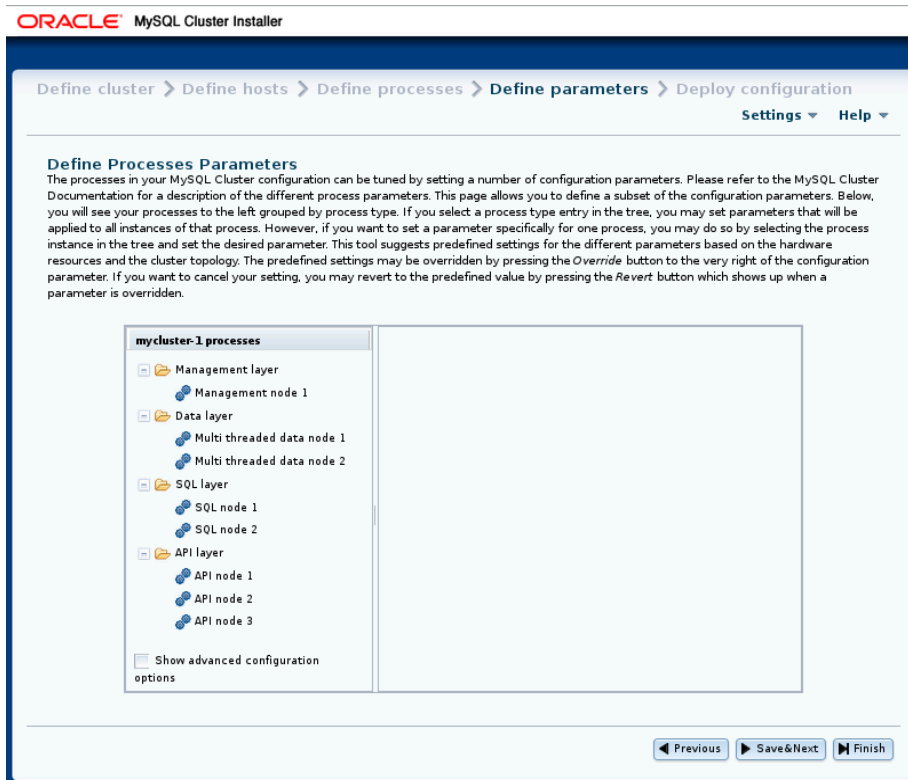 ORACLE® MySQL Cluster Installer
Define cluster > Define hosts > Define processes > Define parameters > Deploy configuration
Settings Help
Define Processes Parameters
The processes in your MySQL Cluster configuration can be tuned by setting a number of configuration parameters. Please refer to the MySQL Cluster
Documentation for a description of the different process parameters. This page allows you to define a subset of the configuration parameters. Below,
you will see your processes to the left grouped by process type. If you select a process type entry in the tree, you may set parameters that will be
applied to all instances of that process. However, if you want to set a parameter specifically for one process, you may do so by selecting the process
instance in the tree and set the desired parameter. This tool suggests predefined settings for the different parameters based on the hardware
resources and the cluster topology. The predefined settings may be overridden by pressing the Override button to the very right of the configuration
parameter. If you want to cancel your setting, you may revert to the predefined value by pressing the Revert button which shows up when a
parameter is overridden.
mycluster-1 processes
Management layer
Management node 1
Data layer
Multi threaded data node 1
Multi threaded data node 2
SQL layer
SQL node 1
SQL node 2
API layer
API node 1
API node 2
API node 3
Show advanced configuration
options
Previous Save&Next Finish